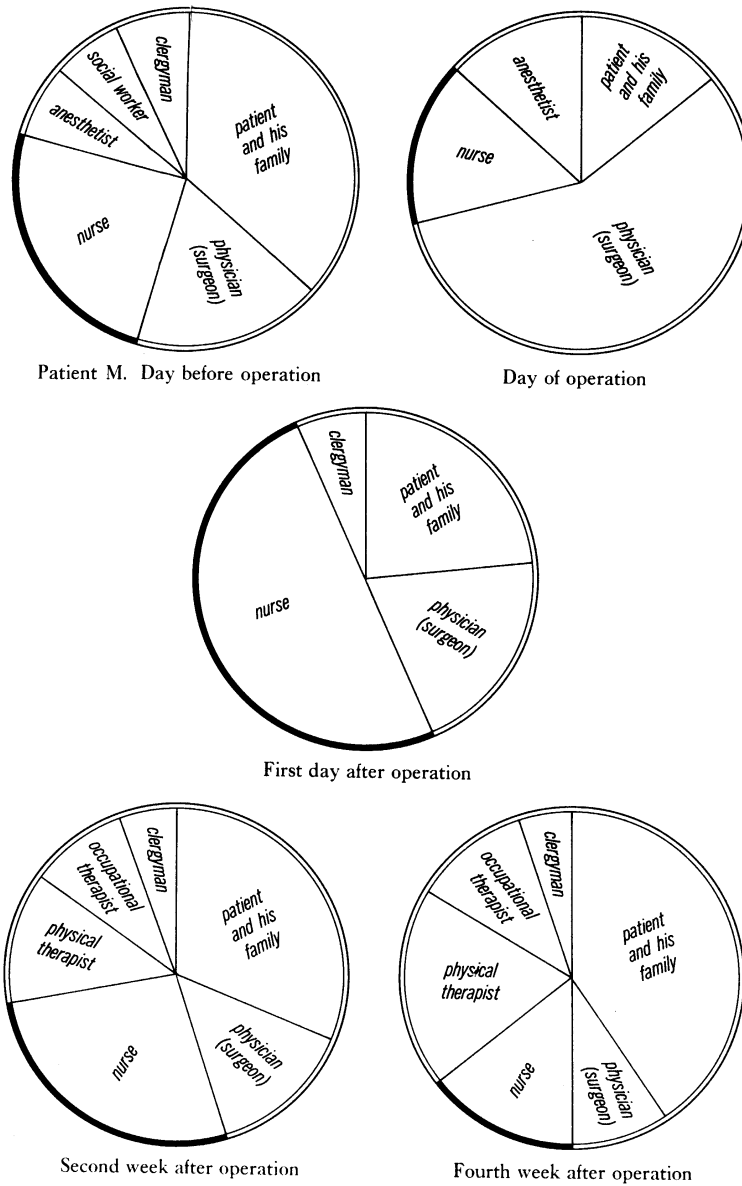 clergyman
social worker
anesthetist
patient
and his
family
nurse
physician
(surgeon)
Patient M. Day before operation
anesthetist
patient
and his
family
nurse
physician
(surgeon)
Day of operation
clergyman
patient
and his
family
nurse
physician
(surgeon)
First day after operation
clergyman
occupational
therapist
patient
and his
family
physical
therapist
nurse
physician
(surgeon)
Second week after operation
clergyman
occupational
therapist
patient
and his
family
physical
therapist
nurse
physician
(surgeon)
Fourth week after operation